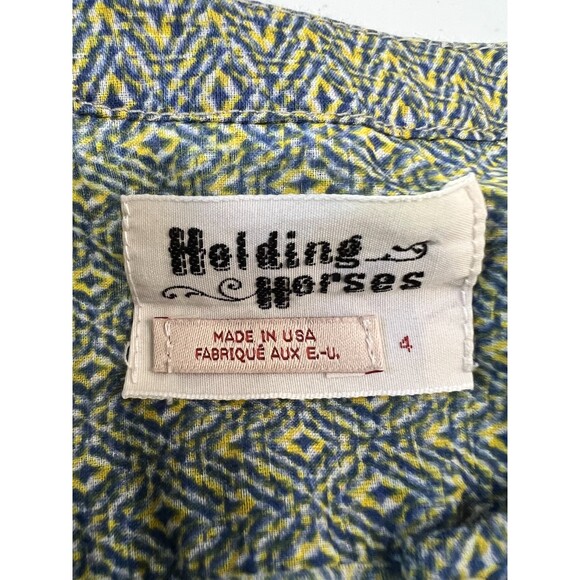 Holding
Horses
MADE IN USA
FABRIQUÉ AUX E.-U.
4